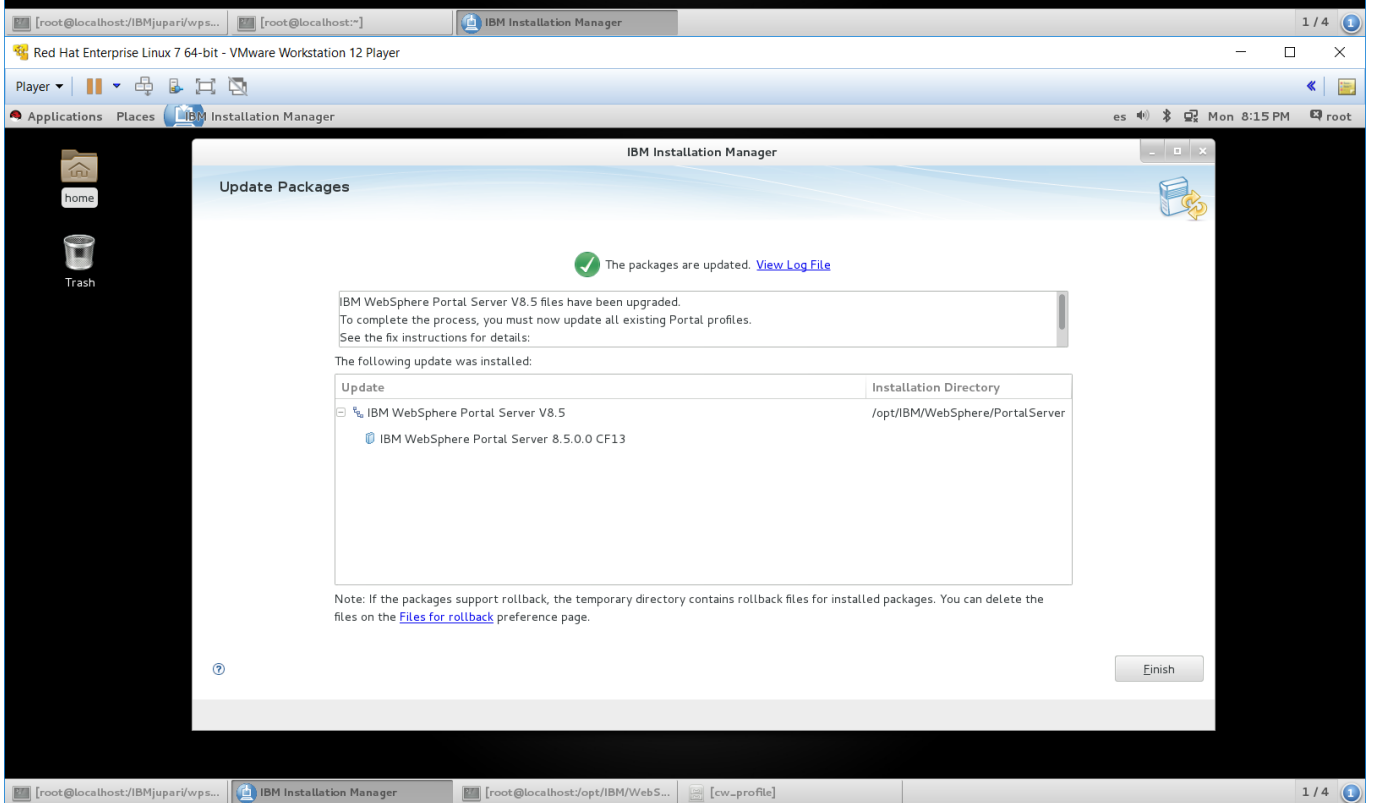 [root@localhost:/IBMjupari/wps... [root@localhost:~] IBM Installation Manager 1 / 4 1
Red Hat Enterprise Linux 7 64-bit - VMware Workstation 12 Player
Player
Applications Places IBM Installation Manager es Mon 8:15 PM root
IBM Installation Manager
Update Packages
home
Trash
The packages are updated. View Log File
IBM WebSphere Portal Server V8.5 files have been upgraded.
To complete the process, you must now update all existing Portal profiles.
See the fix instructions for details:
The following update was installed:
Update Installation Directory
IBM WebSphere Portal Server V8.5 /opt/IBM/WebSphere/PortalServer
IBM WebSphere Portal Server 8.5.0.0 CF13
Note: If the packages support rollback, the temporary directory contains rollback files for installed packages. You can delete the
files on the Files for rollback preference page.
Finish
[root@localhost:/IBMjupari/wps... IBM Installation Manager [root@localhost:/opt/IBM/WebS... [cw_profile] 1 / 4 1